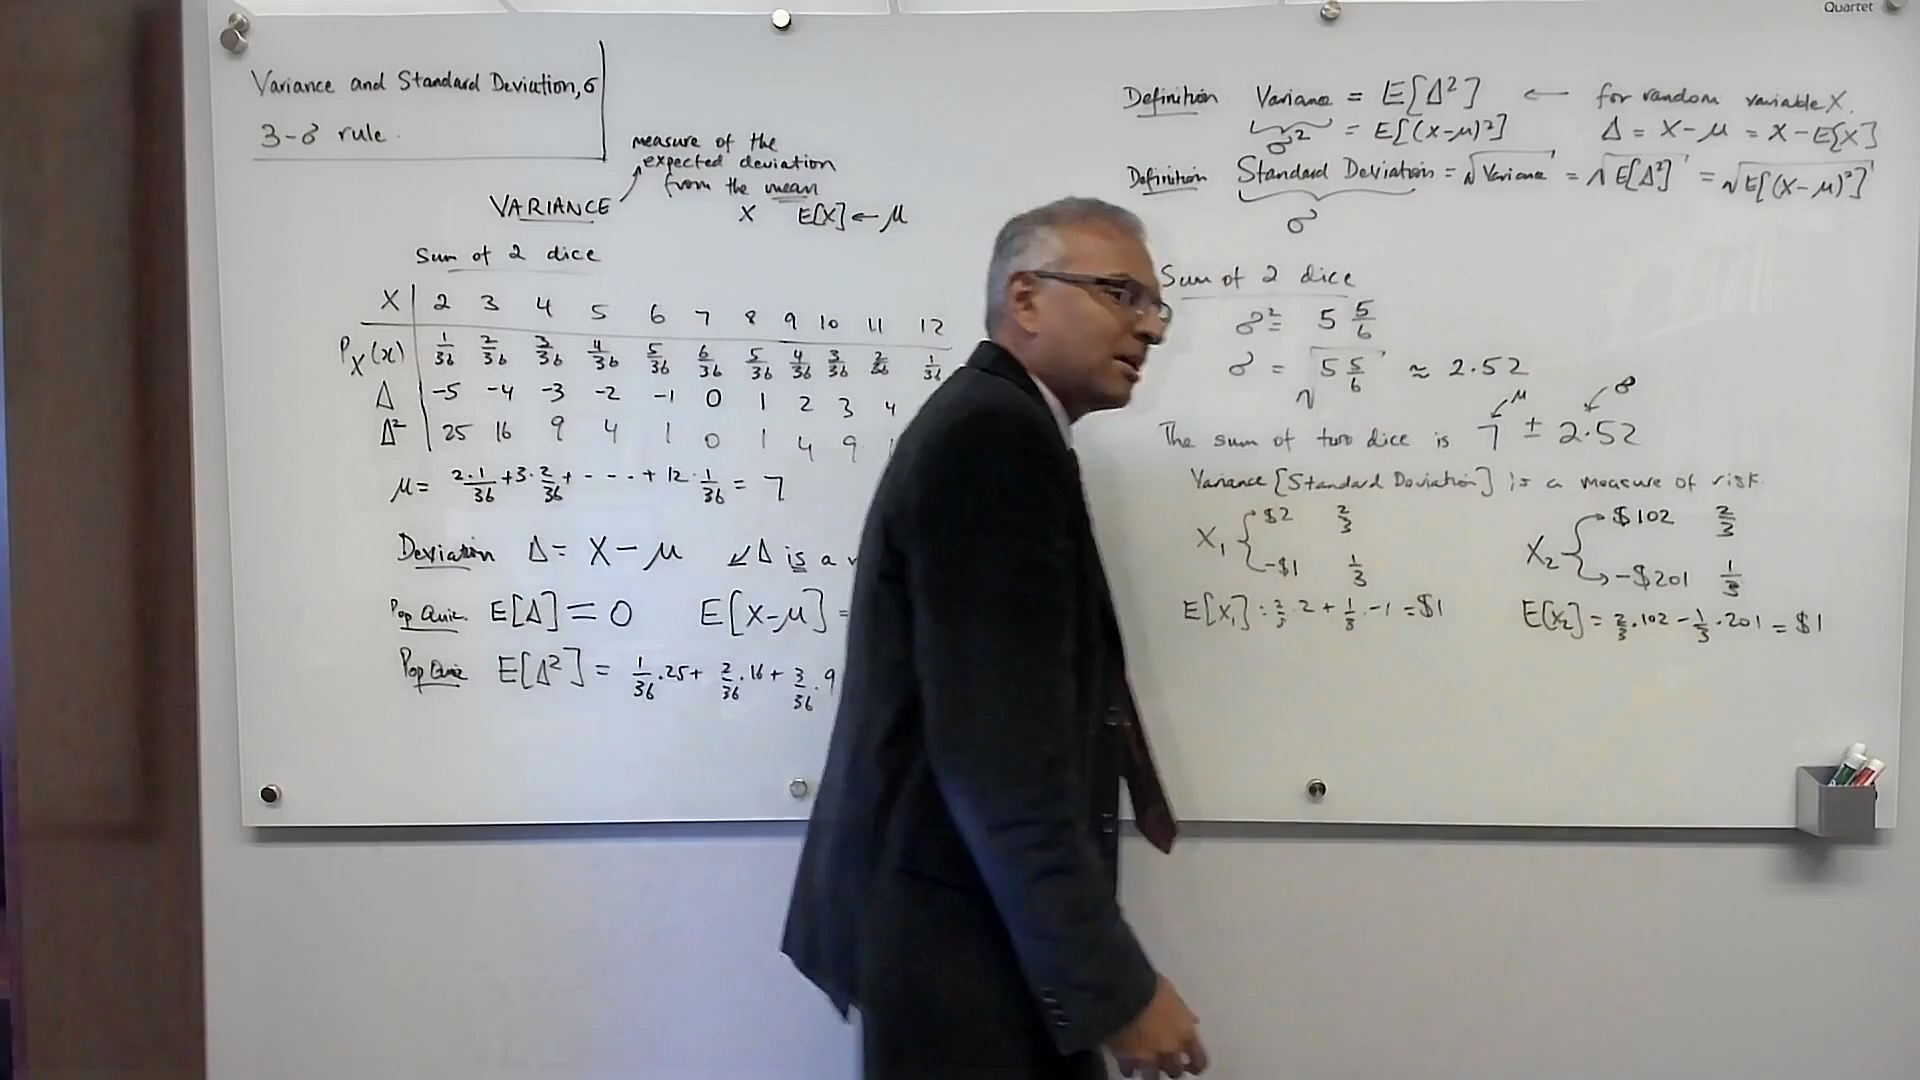 Quartet
Variance and Standard Deviation, σ
3-σ rule.
measure of the
expected deviation
from the mean
VARIANCE
X E[X] ← μ
Sum of 2 dice
X 2 3 4 5 6 7 8 9 10 11 12
P_X(x) 1/36 2/36 3/36 4/36 5/36 6/36 5/36 4/36 3/36 2/36 1/36
Δ -5 -4 -3 -2 -1 0 1 2 3 4
Δ² 25 16 9 4 1 0 1 4 9 1
μ = 2·1/36 + 3·2/36 + - - - · + 12·1/36 = 7
Deviation Δ = X - μ ↙ Δ is a
Pop Quiz. E[Δ] = 0 E[X-μ] =
Pop Quiz E[Δ²] = 1/36 ·25 + 2/36 ·16 + 3/36 ·9
Definition Variance = E[Δ²] ← for random variable X.
σ² = E[(X-μ)²] Δ = X - μ = X - E[X]
Definition Standard Deviation = √Variance = √E[Δ²] = √E[(X-μ)²]
σ
Sum of 2 dice
σ² = 5 5/6
σ = √5 5/6 ≈ 2.52
μ σ
The sum of two dice is 7 ± 2.52
Variance [Standard Deviation] is a measure of risk.
X₁ $2 2/3
-$1 1/3
E[X₁] = 2/3 · 2 + 1/3 · -1 = $1
X₂ $102 2/3
-$201 1/3
E[X₂] = 2/3 · 102 - 1/3 · 201 = $1